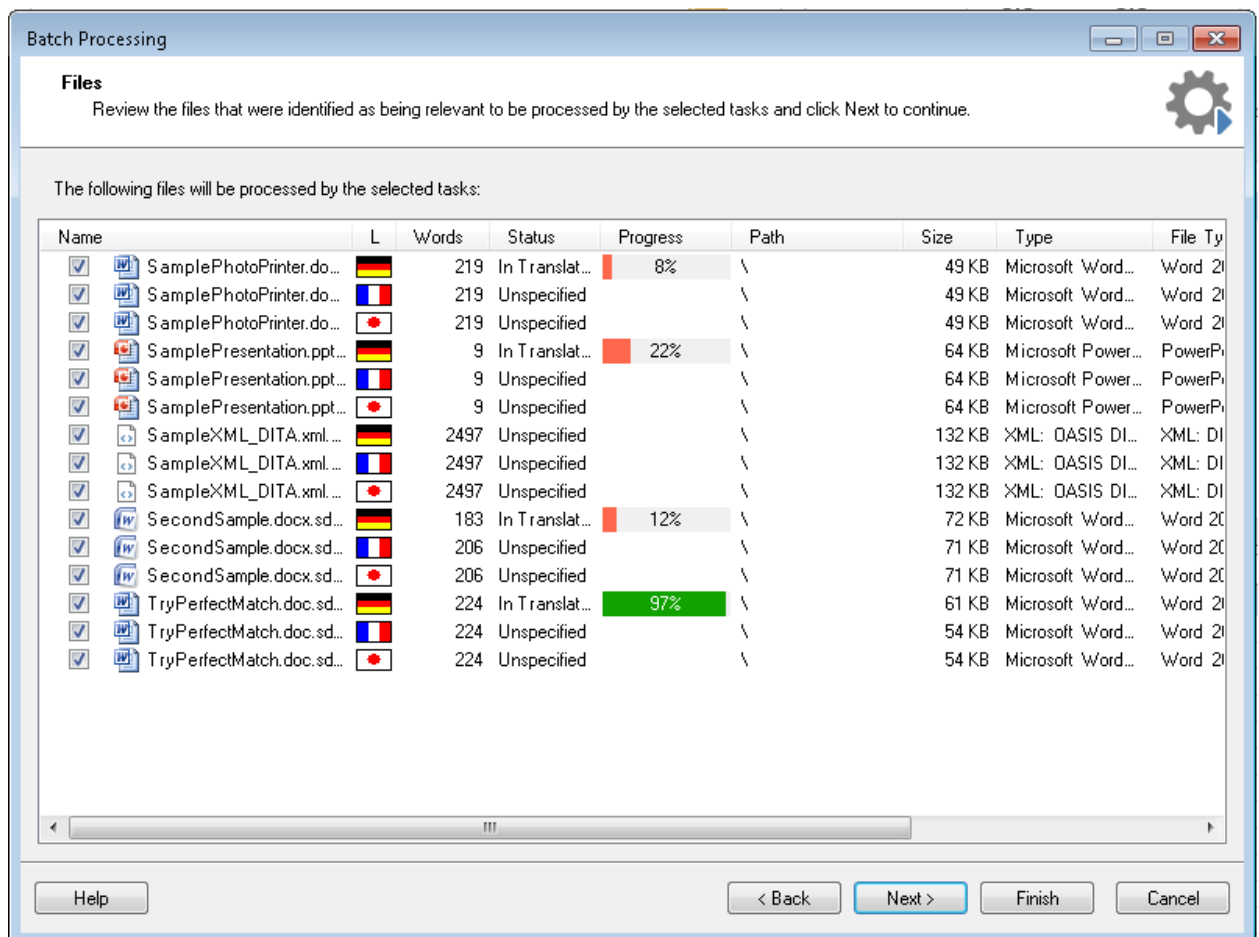 Batch Processing
Files
Review the files that were identified as being relevant to be processed by the selected tasks and click Next to continue.
The following files will be processed by the selected tasks:
Name L Words Status Progress Path Size Type File Ty
SamplePhotoPrinter.do... 219 In Translat... 8% \ 49 KB Microsoft Word... Word 2
SamplePhotoPrinter.do... 219 Unspecified \ 49 KB Microsoft Word... Word 2
SamplePhotoPrinter.do... 219 Unspecified \ 49 KB Microsoft Word... Word 2
SamplePresentation.ppt... 9 In Translat... 22% \ 64 KB Microsoft Power... PowerP
SamplePresentation.ppt... 9 Unspecified \ 64 KB Microsoft Power... PowerP
SamplePresentation.ppt... 9 Unspecified \ 64 KB Microsoft Power... PowerP
SampleXML_DITA.xml.... 2497 Unspecified \ 132 KB XML: OASIS DI... XML: DI
SampleXML_DITA.xml.... 2497 Unspecified \ 132 KB XML: OASIS DI... XML: DI
SampleXML_DITA.xml.... 2497 Unspecified \ 132 KB XML: OASIS DI... XML: DI
SecondSample.docx.sd... 183 In Translat... 12% \ 72 KB Microsoft Word... Word 20
SecondSample.docx.sd... 206 Unspecified \ 71 KB Microsoft Word... Word 20
SecondSample.docx.sd... 206 Unspecified \ 71 KB Microsoft Word... Word 20
TryPerfectMatch.doc.sd... 224 In Translat... 97% \ 61 KB Microsoft Word... Word 2
TryPerfectMatch.doc.sd... 224 Unspecified \ 54 KB Microsoft Word... Word 2
TryPerfectMatch.doc.sd... 224 Unspecified \ 54 KB Microsoft Word... Word 2
Help < Back Next > Finish Cancel